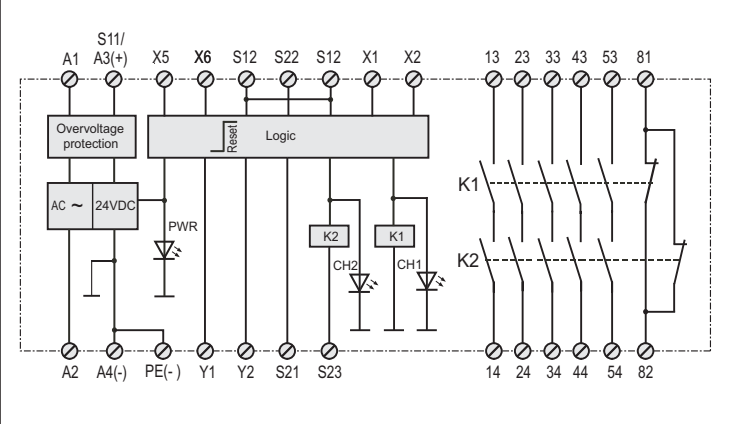 S11/
A1 A3(+) X5 X6 S12 S22 S12 X1 X2 13 23 33 43 53 81
Overvoltage
protection
Reset
Logic
AC ~ 24VDC
PWR
K2 K1
CH2 CH1
K1
K2
A2 A4(-) PE(-) Y1 Y2 S21 S23 14 24 34 44 54 82